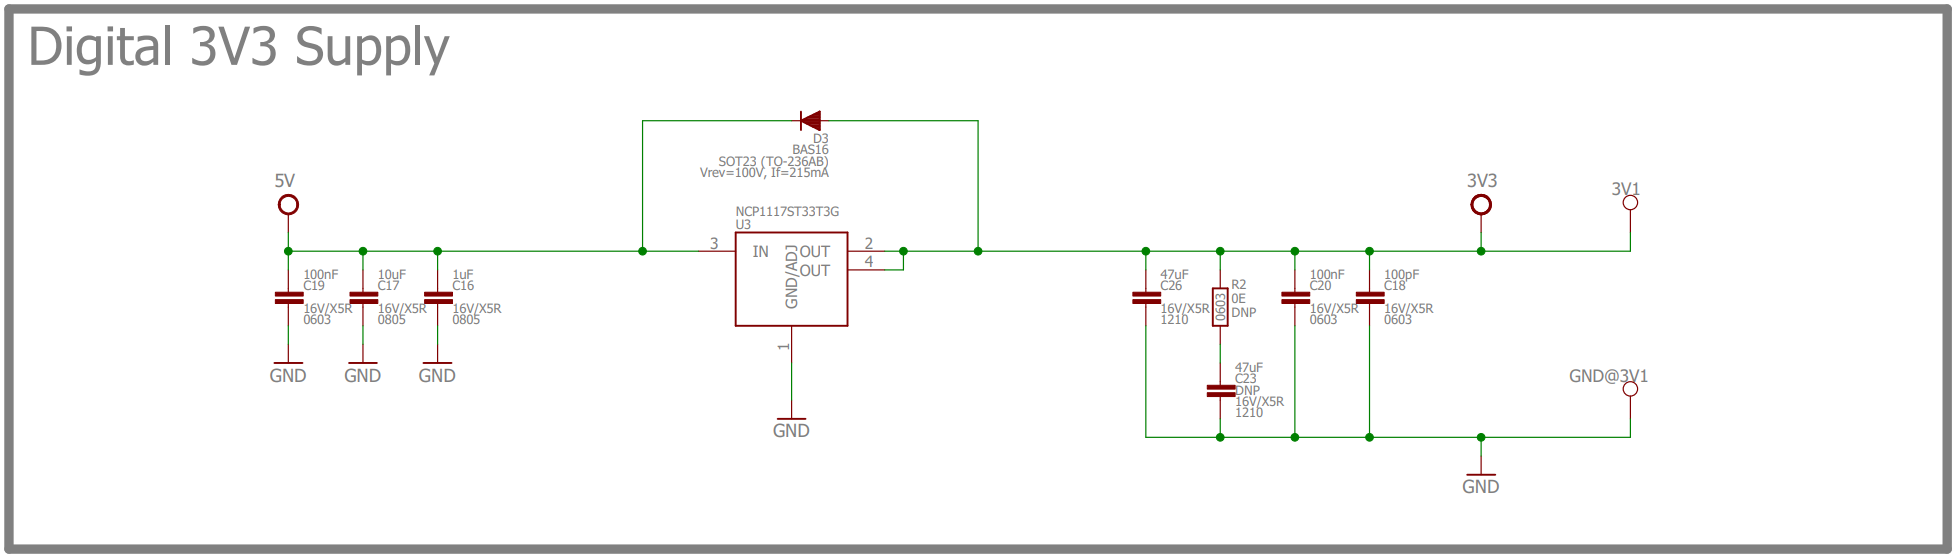 Digital 3V3 Supply
D3
BAS16
SOT23 (TO-236AB)
Vrev=100V, If=215mA
5V
3V3
3V1
NCP1117ST33T3G
U3
3
IN
GND/ADJ
OUT
2
OUT
4
1
GND
100nF
C19
16V/X5R
0603
GND
10uF
C17
16V/X5R
0805
GND
1uF
C16
16V/X5R
0805
GND
47uF
C26
16V/X5R
1210
R2
0E
DNP
0603
47uF
C23
DNP
16V/X5R
1210
100nF
C20
16V/X5R
0603
100pF
C18
16V/X5R
0603
GND@3V1
GND